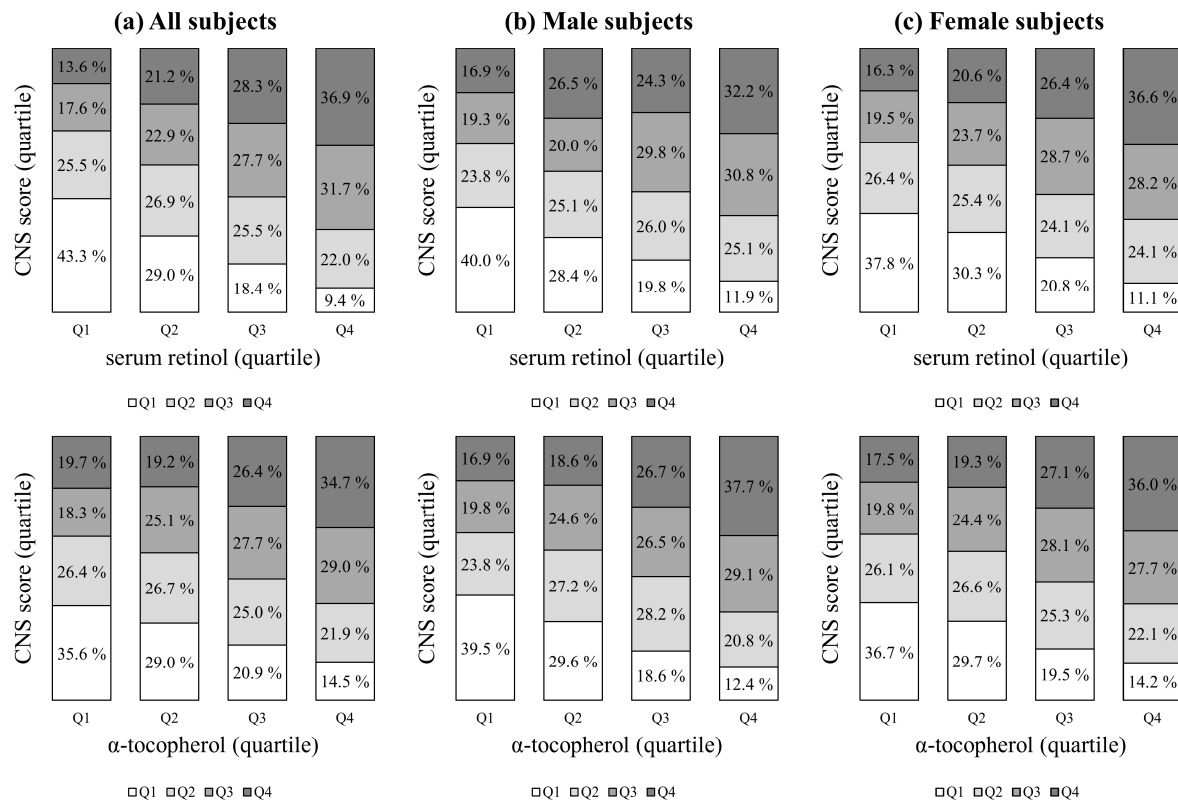 (a) All subjects
CNS score (quartile)
13.6 % 21.2 % 28.3 % 36.9 %
17.6 % 22.9 % 27.7 % 31.7 %
25.5 % 26.9 % 25.5 % 22.0 %
43.3 % 29.0 % 18.4 % 9.4 %
Q1 Q2 Q3 Q4
serum retinol (quartile)
Q1 Q2 Q3 Q4
(b) Male subjects
CNS score (quartile)
16.9 % 26.5 % 24.3 % 32.2 %
19.3 % 20.0 % 29.8 % 30.8 %
23.8 % 25.1 % 26.0 % 25.1 %
40.0 % 28.4 % 19.8 % 11.9 %
Q1 Q2 Q3 Q4
serum retinol (quartile)
Q1 Q2 Q3 Q4
(c) Female subjects
CNS score (quartile)
16.3 % 20.6 % 26.4 % 36.6 %
19.5 % 23.7 % 28.7 % 28.2 %
26.4 % 25.4 % 24.1 % 24.1 %
37.8 % 30.3 % 20.8 % 11.1 %
Q1 Q2 Q3 Q4
serum retinol (quartile)
Q1 Q2 Q3 Q4
CNS score (quartile)
19.7 % 19.2 % 26.4 % 34.7 %
18.3 % 25.1 % 27.7 % 29.0 %
26.4 % 26.7 % 25.0 % 21.9 %
35.6 % 29.0 % 20.9 % 14.5 %
Q1 Q2 Q3 Q4
α-tocopherol (quartile)
Q1 Q2 Q3 Q4
CNS score (quartile)
16.9 % 18.6 % 26.7 % 37.7 %
19.8 % 24.6 % 26.5 % 29.1 %
23.8 % 27.2 % 28.2 % 20.8 %
39.5 % 29.6 % 18.6 % 12.4 %
Q1 Q2 Q3 Q4
α-tocopherol (quartile)
Q1 Q2 Q3 Q4
CNS score (quartile)
17.5 % 19.3 % 27.1 % 36.0 %
19.8 % 24.4 % 28.1 % 27.7 %
26.1 % 26.6 % 25.3 % 22.1 %
36.7 % 29.7 % 19.5 % 14.2 %
Q1 Q2 Q3 Q4
α-tocopherol (quartile)
Q1 Q2 Q3 Q4